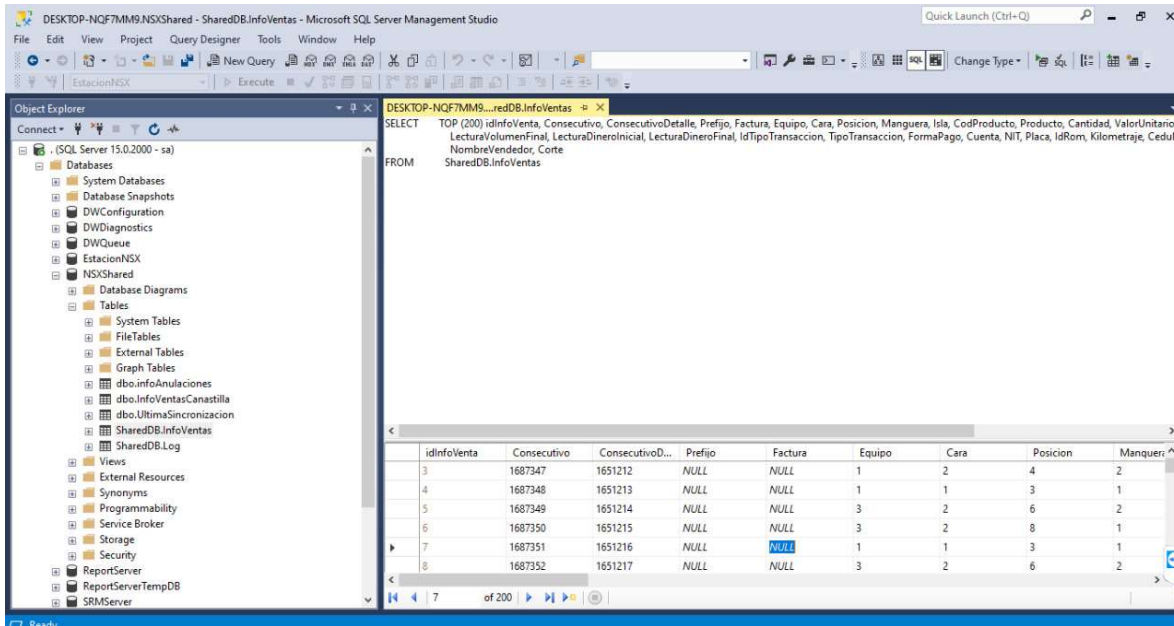 DESKTOP-NQF7MM9.NSXShared - SharedDB.InfoVentas - Microsoft SQL Server Management Studio
Quick Launch (Ctrl+Q)
File Edit View Project Query Designer Tools Window Help
New Query Change Type
EstacionNSX Execute
Object Explorer
Connect
. (SQL Server 15.0.2000 - sa)
Databases
System Databases
Database Snapshots
DWConfiguration
DWDiagnostics
DWQueue
EstacionNSX
NSXShared
Database Diagrams
Tables
System Tables
FileTables
External Tables
Graph Tables
dbo.infoAnulaciones
dbo.infoVentasCanastilla
dbo.UltimaSincronizacion
SharedDB.InfoVentas
SharedDB.Log
Views
External Resources
Synonyms
Programmability
Service Broker
Storage
Security
ReportServer
ReportServerTempDB
SRMServer
DESKTOP-NQF7MM9....redDB.InfoVentas
SELECT TOP (200) idInfoVenta, Consecutivo, ConsecutivoDetalle, Prefijo, Factura, Equipo, Cara, Posicion, Manguera, Isla, CodProducto, Producto, Cantidad, ValorUnitario
LecturaVolumenFinal, LecturaDineroInicial, LecturaDineroFinal, IdTipoTransaccion, TipoTransaccion, FormaPago, Cuenta, NIT, Placa, IdRom, Kilometraje, Cedul
NombreVendedor, Corte
FROM SharedDB.InfoVentas
idInfoVenta Consecutivo ConsecutivoD... Prefijo Factura Equipo Cara Posicion Manguera
3 1687347 1651212 NULL NULL 1 2 4 2
4 1687348 1651213 NULL NULL 1 1 3 1
5 1687349 1651214 NULL NULL 3 2 6 2
6 1687350 1651215 NULL NULL 3 2 8 1
7 1687351 1651216 NULL NULL 1 1 3 1
8 1687352 1651217 NULL NULL 3 2 6 2
7 of 200
Ready